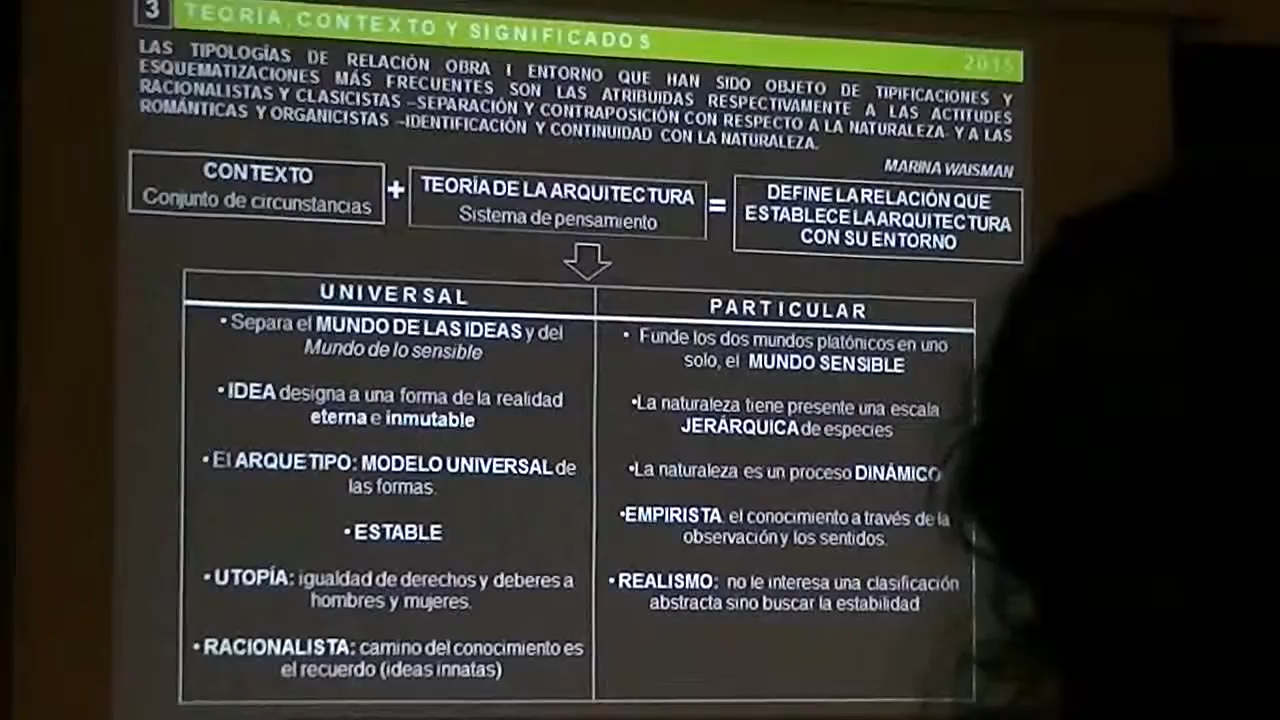 3 TEORÍA, CONTEXTO Y SIGNIFICADOS 2015
LAS TIPOLOGÍAS DE RELACIÓN OBRA I ENTORNO QUE HAN SIDO OBJETO DE TIPIFICACIONES Y
ESQUEMATIZACIONES MÁS FRECUENTES SON LAS ATRIBUIDAS RESPECTIVAMENTE A LAS ACTITUDES
RACIONALISTAS Y CLASICISTAS –SEPARACIÓN Y CONTRAPOSICIÓN CON RESPECTO A LA NATURALEZA- Y A LAS
ROMÁNTICAS Y ORGANICISTAS –IDENTIFICACIÓN Y CONTINUIDAD CON LA NATURALEZA.
MARINA WAISMAN
CONTEXTO
Conjunto de circunstancias
+
TEORÍA DE LA ARQUITECTURA
Sistema de pensamiento
=
DEFINE LA RELACIÓN QUE
ESTABLECE LA ARQUITECTURA
CON SU ENTORNO
UNIVERSAL
• Separa el MUNDO DE LAS IDEAS y del
Mundo de lo sensible
• IDEA designa a una forma de la realidad
eterna e inmutable
• El ARQUETIPO: MODELO UNIVERSAL de
las formas.
• ESTABLE
• UTOPÍA: igualdad de derechos y deberes a
hombres y mujeres.
• RACIONALISTA: camino del conocimiento es
el recuerdo (ideas innatas)
PARTICULAR
• Funde los dos mundos platónicos en uno
solo, el MUNDO SENSIBLE
•La naturaleza tiene presente una escala
JERÁRQUICA de especies
•La naturaleza es un proceso DINÁMICO
•EMPIRISTA: el conocimiento a través de la
observación y los sentidos.
• REALISMO: no le interesa una clasificación
abstracta sino buscar la estabilidad